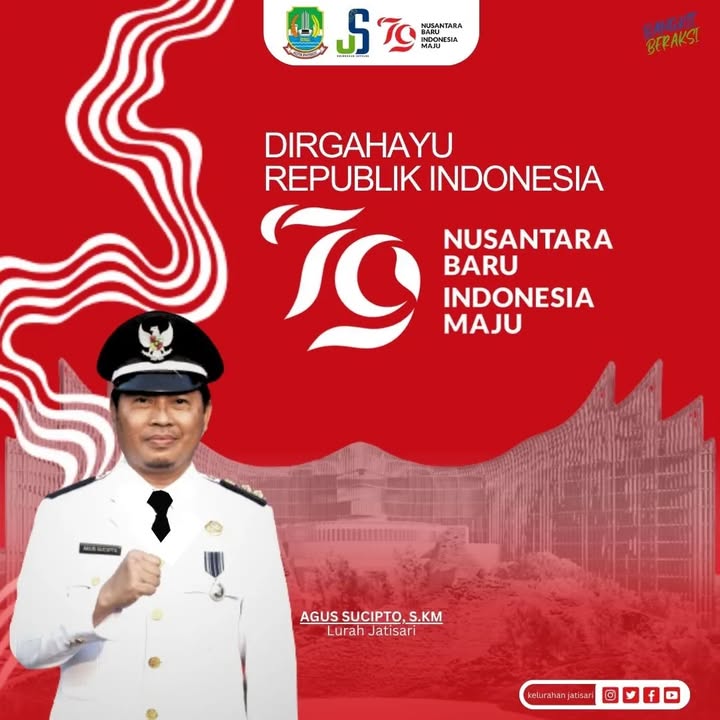 NUSANTARA
BARU
INDONESIA
MAJU
BERAKSI
DIRGAHAYU
REPUBLIK INDONESIA
79
NUSANTARA
BARU
INDONESIA
MAJU
AGUS SUCIPTO
AGUS SUCIPTO, S.KM
Lurah Jatisari
kelurahan jatisari